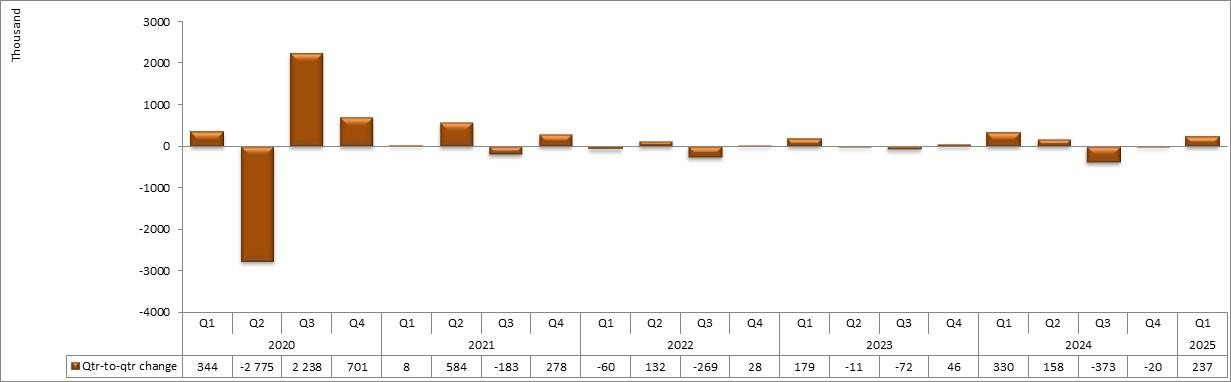 Thousand
3000
2000
1000
0
-1000
-2000
-3000
-4000
Q1 Q2 Q3 Q4 Q1 Q2 Q3 Q4 Q1 Q2 Q3 Q4 Q1 Q2 Q3 Q4 Q1 Q2 Q3 Q4 Q1
2020 2021 2022 2023 2024 2025
Qtr-to-qtr change 344 -2 775 2 238 701 8 584 -183 278 -60 132 -269 28 179 -11 -72 46 330 158 -373 -20 237